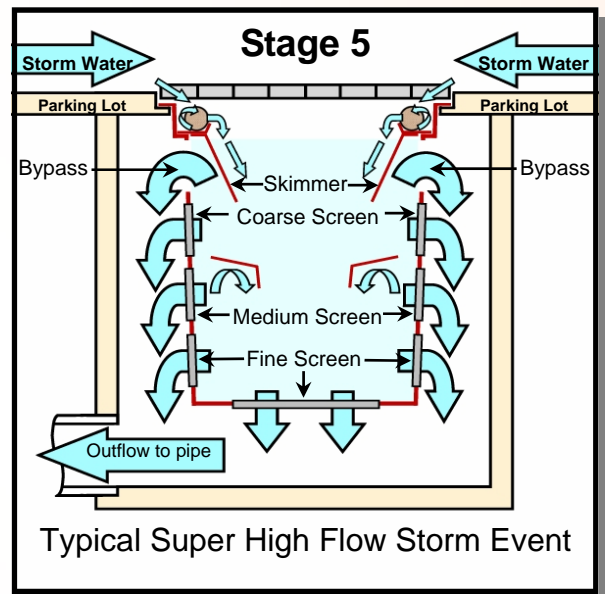 Stage 5
Storm Water
Storm Water
Parking Lot
Parking Lot
Bypass
Bypass
Skimmer
Coarse Screen
Medium Screen
Fine Screen
Outflow to pipe
Typical Super High Flow Storm Event